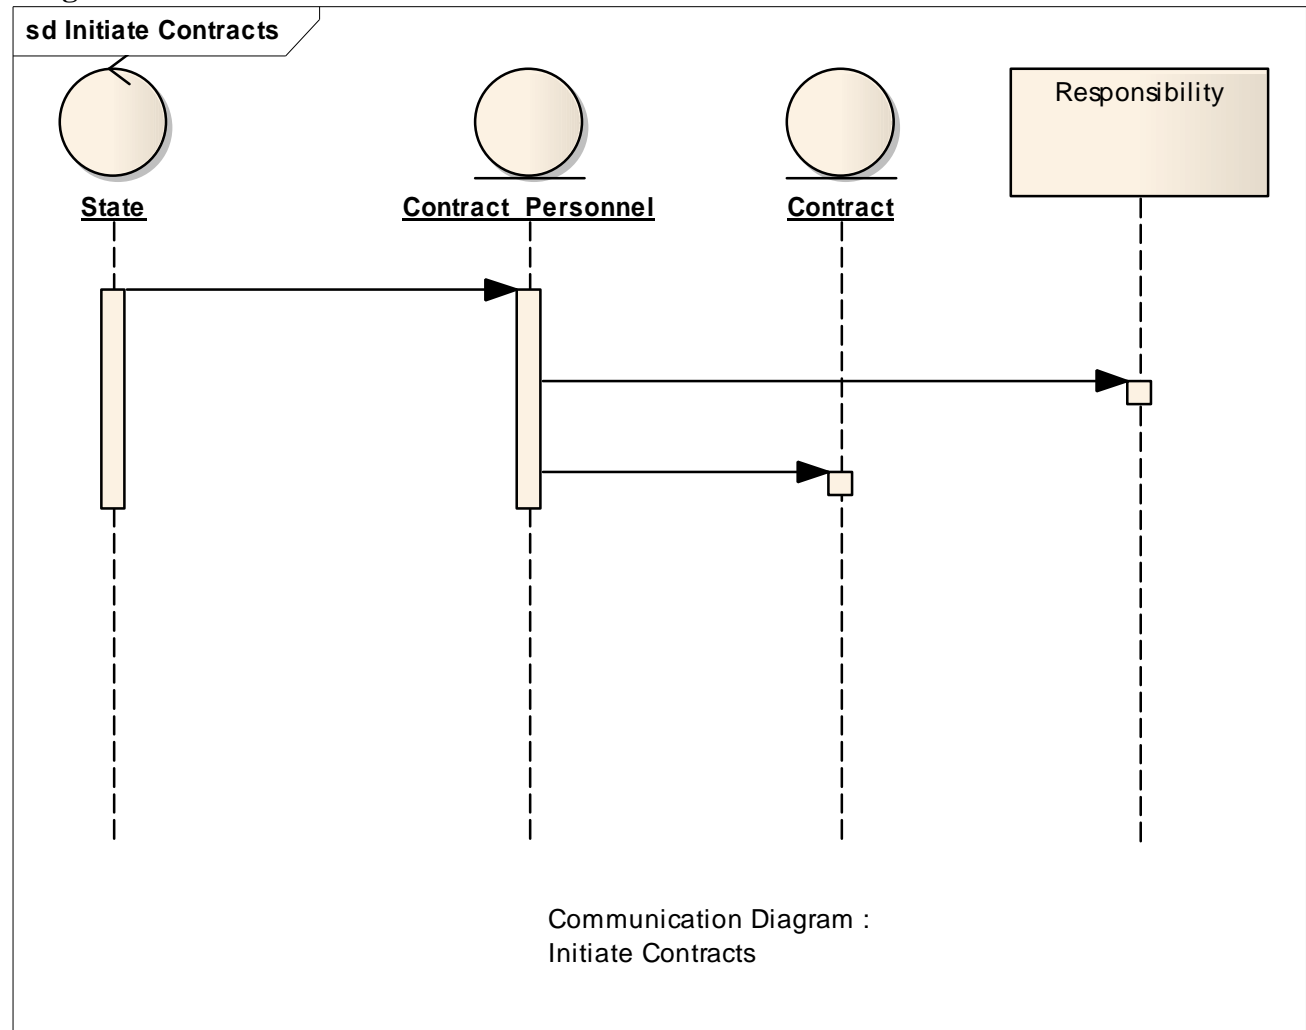 sd Initiate Contracts
Responsibility
State
Contract Personnel
Contract
Communication Diagram :
Initiate Contracts